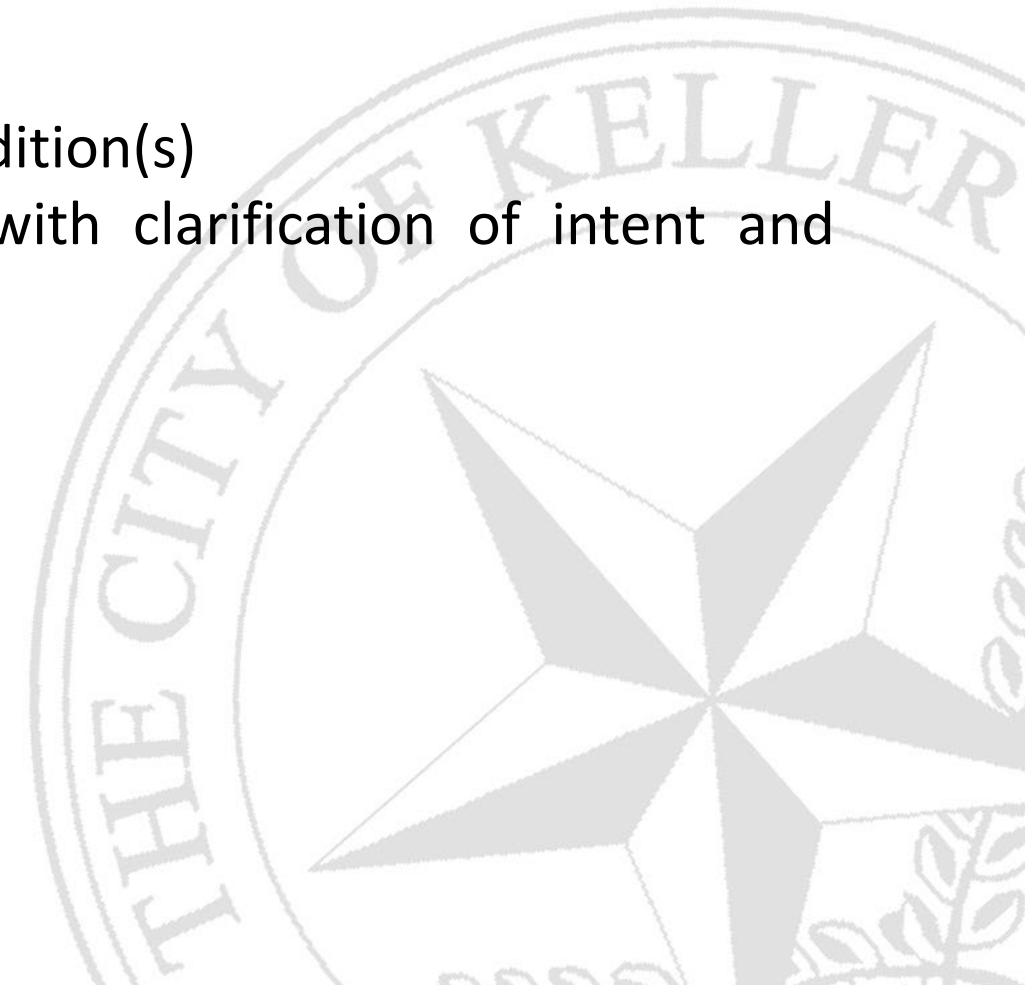 THE CITY OF KELLER
dition(s)
with clarification of intent and